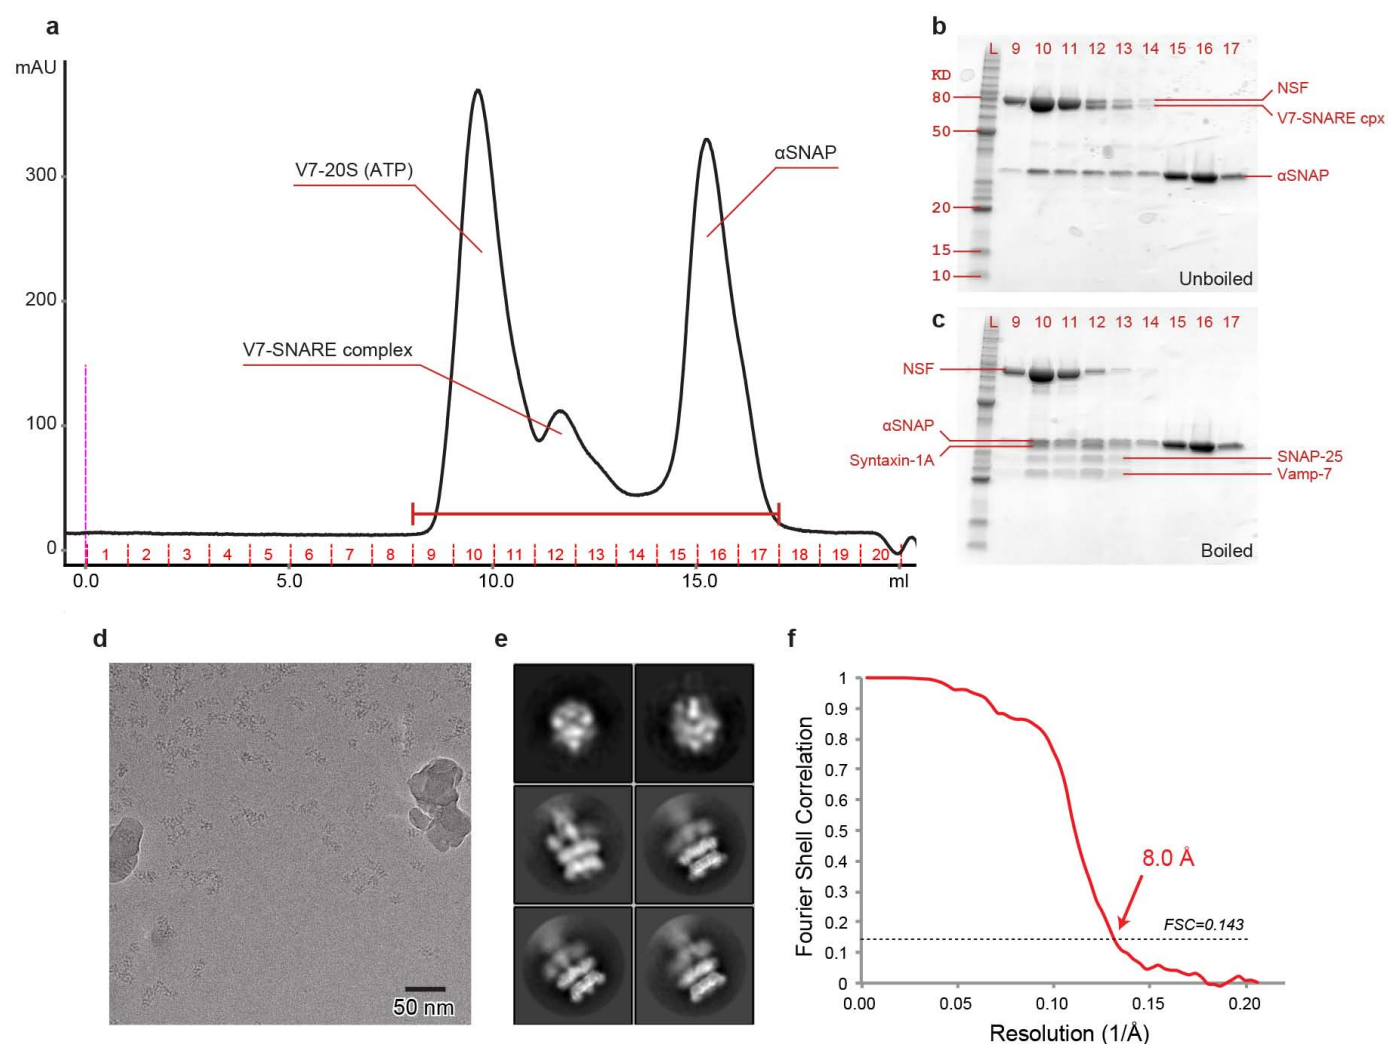 a
mAU
300
200
100
0
V7-20S (ATP)
αSNAP
V7-SNARE complex
1 2 3 4 5 6 7 8 9 10 11 12 13 14 15 16 17 18 19 20
0.0 5.0 10.0 15.0 ml
b
L 9 10 11 12 13 14 15 16 17
KD
80
50
20
15
10
NSF
V7-SNARE cpx
αSNAP
Unboiled
c
L 9 10 11 12 13 14 15 16 17
NSF
αSNAP
Syntaxin-1A
SNAP-25
Vamp-7
Boiled
d
50 nm
e
f
Fourier Shell Correlation
1
0.9
0.8
0.7
0.6
0.5
0.4
0.3
0.2
0.1
0
8.0 Å
FSC=0.143
0.00 0.05 0.10 0.15 0.20
Resolution (1/Å)